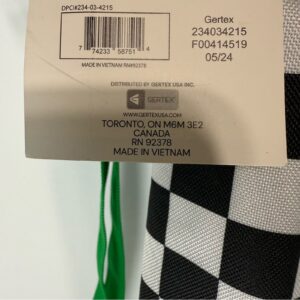 DPCI#234-03-4215
7 74233 58751 4
MADE IN VIETNAM RN#92378
Gertex
234034215
F00414519
05/24
DISTRIBUTED BY GERTEX USA INC.
GERTEX
WWW.GERTEXUSA.COM
TORONTO, ON M6M 3E2
CANADA
RN 92378
MADE IN VIETNAM